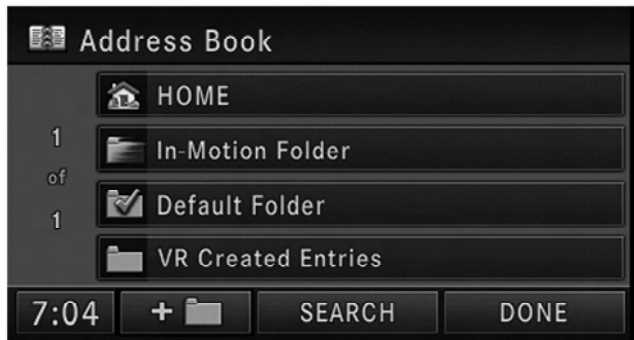 Address Book
HOME
1
of
1
In-Motion Folder
Default Folder
VR Created Entries
7:04 + SEARCH DONE